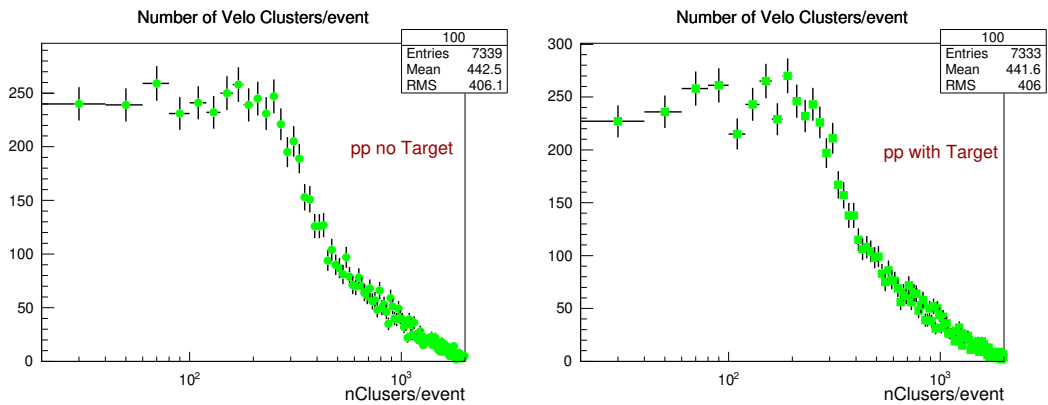 Number of Velo Clusters/event
100
Entries 7339
Mean 442.5
RMS 406.1
pp no Target
250
200
150
100
50
0
10²
10³
nClusers/event
Number of Velo Clusters/event
100
Entries 7333
Mean 441.6
RMS 406
pp with Target
300
250
200
150
100
50
0
10²
10³
nClusers/event